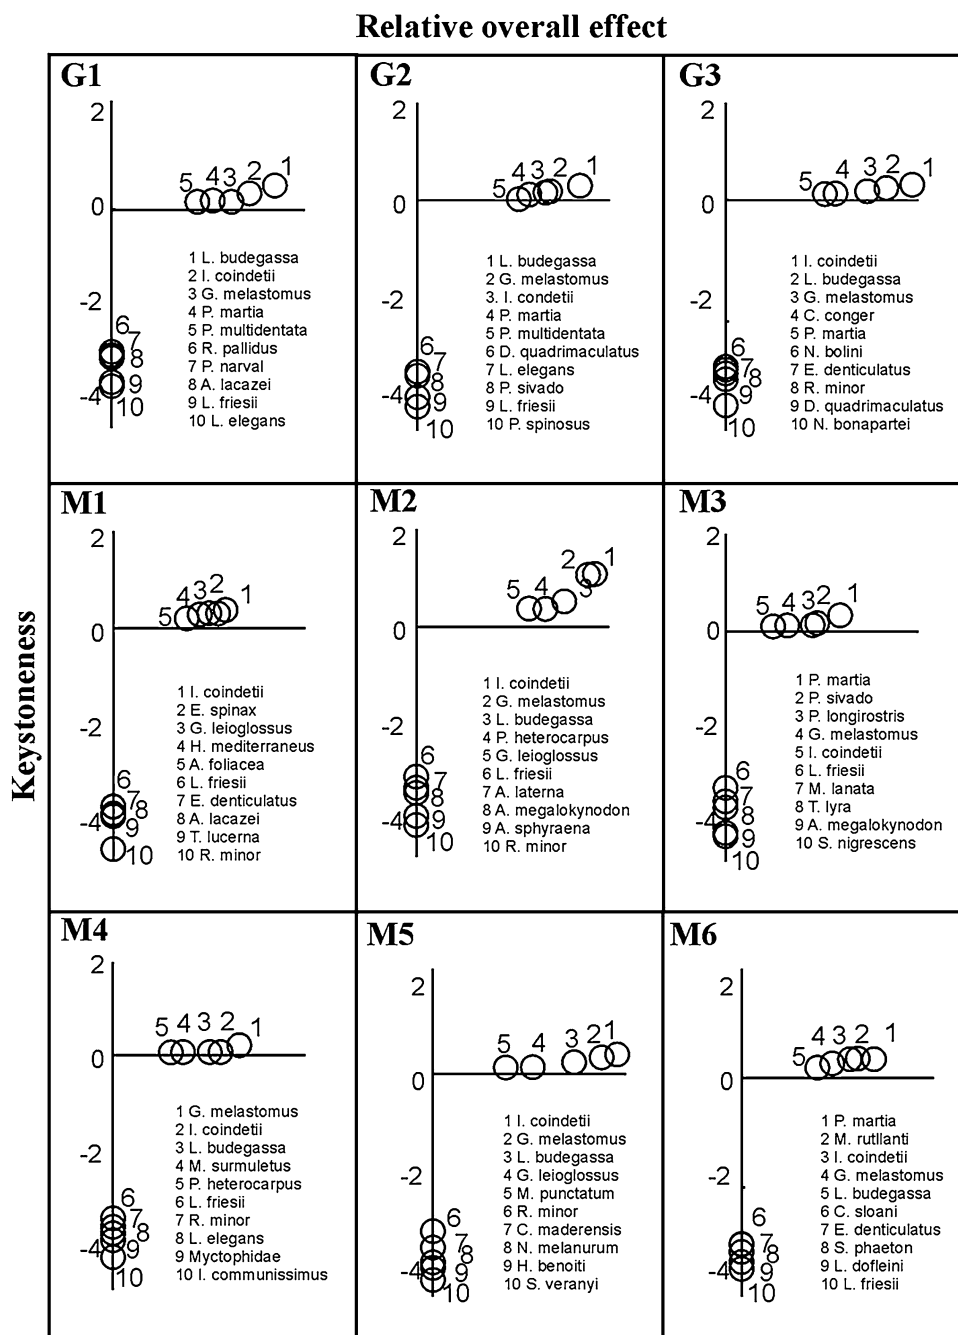 Relative overall effect
Keystoneness
G1
2
0
-2
-4
5 4 3 2 1
6
7
8
9
10
1 L. budegassa
2 I. coindetii
3 G. melastomus
4 P. martia
5 P. multidentata
6 R. pallidus
7 P. narval
8 A. lacazei
9 L. friesii
10 L. elegans
G2
2
0
-2
-4
5 4 3 2 1
6
7
8
9
10
1 L. budegassa
2 G. melastomus
3. I. condetii
4 P. martia
5 P. multidentata
6 D. quadrimaculatus
7 L. elegans
8 P. sivado
9 L. friesii
10 P. spinosus
G3
2
0
-2
-4
5 4 3 2 1
6
7
8
9
10
1 I. coindetii
2 L. budegassa
3 G. melastomus
4 C. conger
5 P. martia
6 N. bolini
7 E. denticulatus
8 R. minor
9 D. quadrimaculatus
10 N. bonapartei
M1
2
0
-2
-4
5 4 3 2 1
6
7
8
9
10
1 I. coindetii
2 E. spinax
3 G. leioglossus
4 H. mediterraneus
5 A. foliacea
6 L. friesii
7 E. denticulatus
8 A. lacazei
9 T. lucerna
10 R. minor
M2
2
0
-2
-4
5 4 3 2 1
6
7
8
9
10
1 I. coindetii
2 G. melastomus
3 L. budegassa
4 P. heterocarpus
5 G. leioglossus
6 L. friesii
7 A. laterna
8 A. megalokynodon
9 A. sphyraena
10 R. minor
M3
2
0
-2
-4
5 4 3 2 1
6
7
8
9
10
1 P. martia
2 P. sivado
3 P. longirostris
4 G. melastomus
5 I. coindetii
6 L. friesii
7 M. lanata
8 T. lyra
9 A. megalokynodon
10 S. nigrescens
M4
2
0
-2
-4
5 4 3 2 1
6
7
8
9
10
1 G. melastomus
2 I. coindetii
3 L. budegassa
4 M. surmuletus
5 P. heterocarpus
6 L. friesii
7 R. minor
8 L. elegans
9 Myctophidae
10 I. communissimus
M5
2
0
-2
-4
5 4 3 2 1
6
7
8
9
10
1 I. coindetii
2 G. melastomus
3 L. budegassa
4 G. leioglossus
5 M. punctatum
6 R. minor
7 C. maderensis
8 N. melanurum
9 H. benoiti
10 S. veranyi
M6
2
0
-2
-4
5 4 3 2 1
6
7
8
9
10
1 P. martia
2 M. rutllanti
3 I. coindetii
4 G. melastomus
5 L. budegassa
6 C. sloani
7 E. denticulatus
8 S. phaeton
9 L. dofleini
10 L. friesii